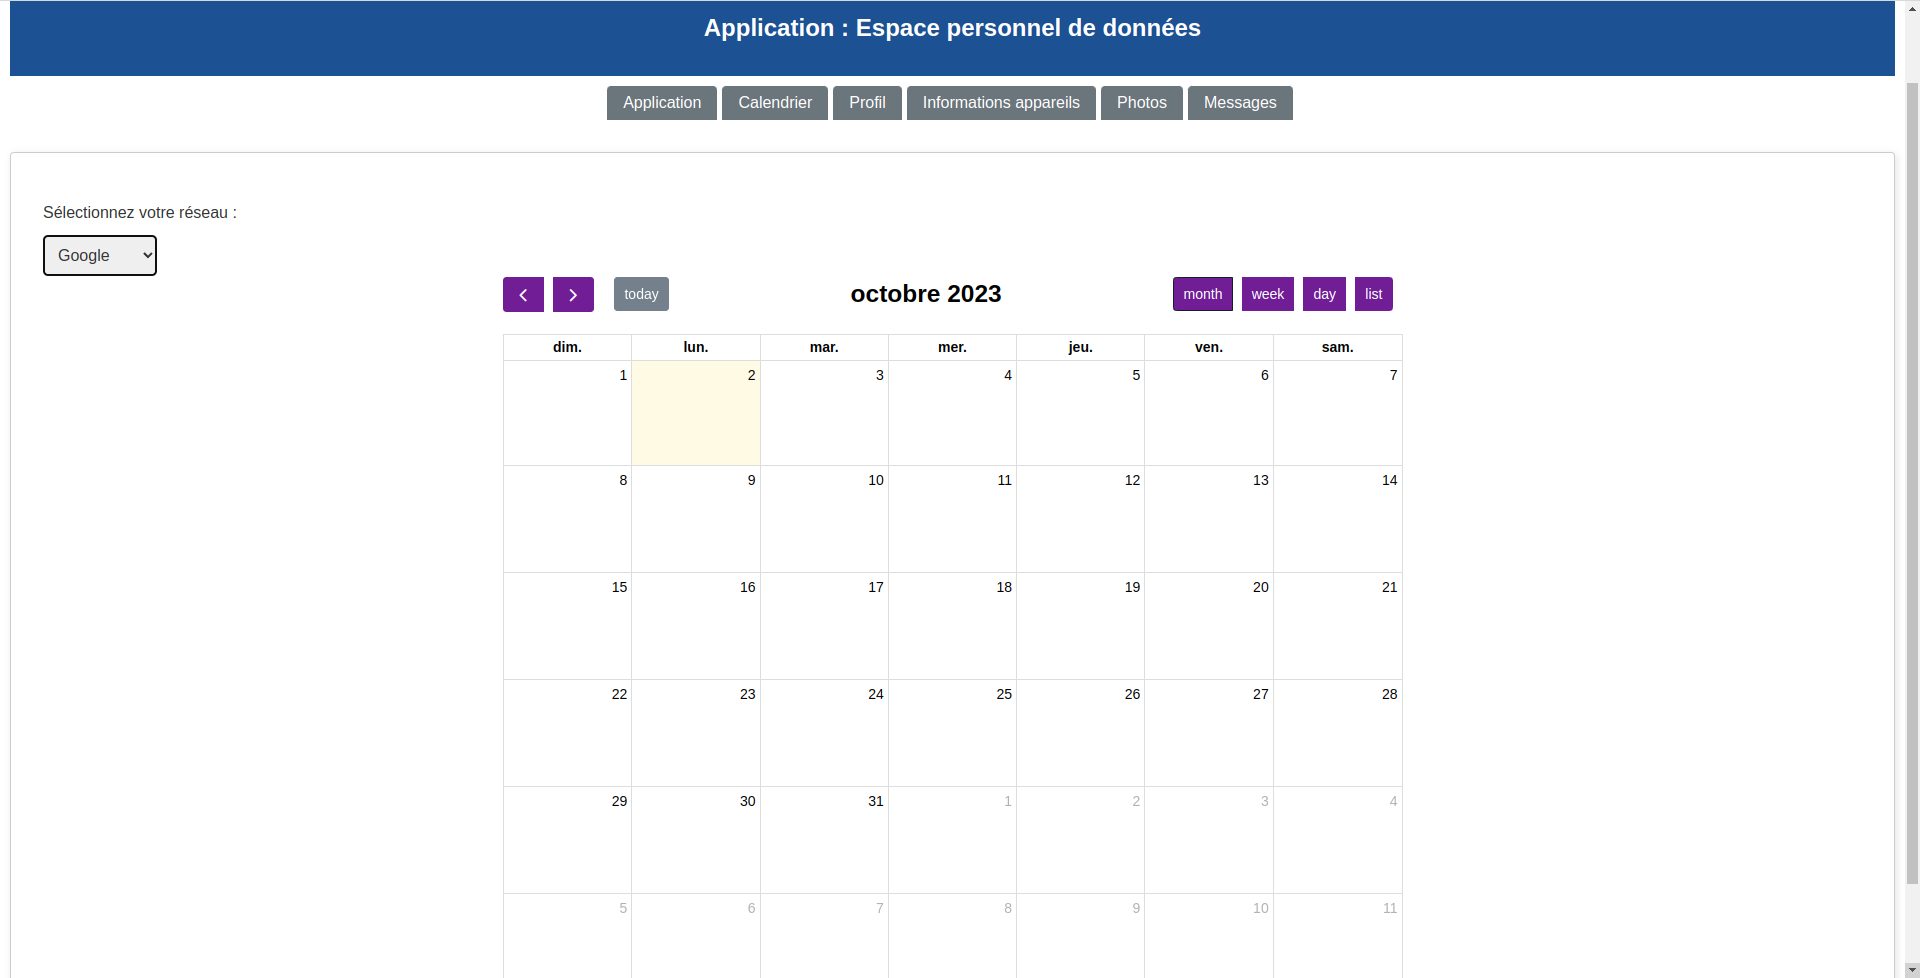 Application : Espace personnel de données
Application Calendrier Profil Informations appareils Photos Messages
Sélectionnez votre réseau :
Google
today octobre 2023 month week day list
dim. lun. mar. mer. jeu. ven. sam.
1 2 3 4 5 6 7
8 9 10 11 12 13 14
15 16 17 18 19 20 21
22 23 24 25 26 27 28
29 30 31 1 2 3 4
5 6 7 8 9 10 11